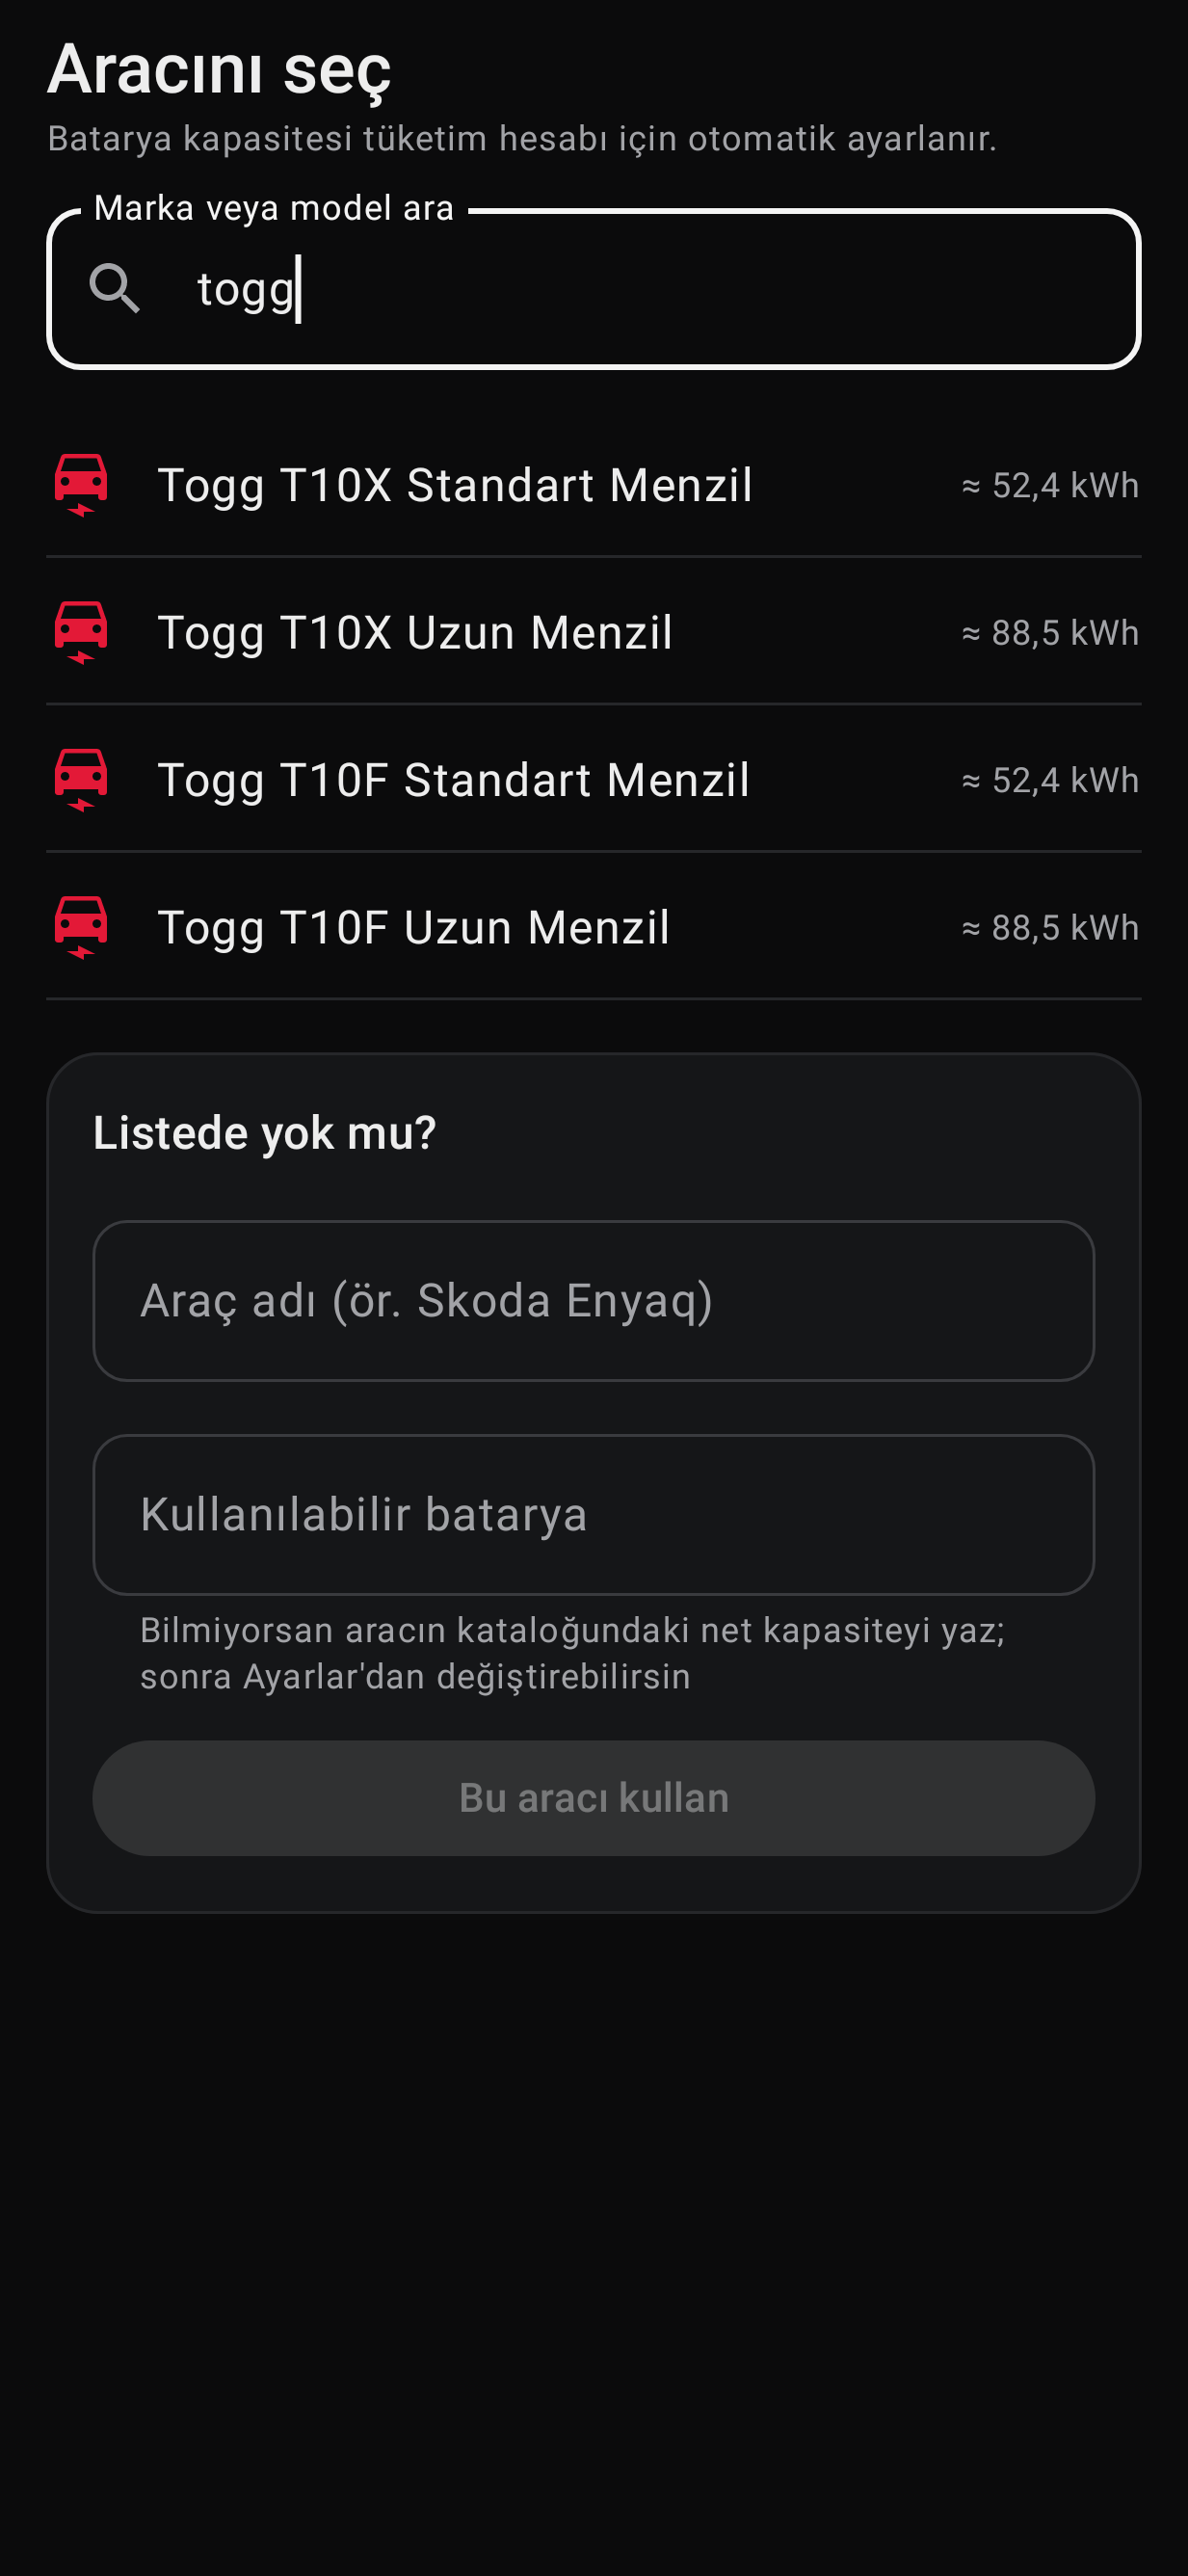 Aracını seç
Batarya kapasitesi tüketim hesabı için otomatik ayarlanır.
Marka veya model ara
togg
Togg T10X Standart Menzil ≈ 52,4 kWh
Togg T10X Uzun Menzil ≈ 88,5 kWh
Togg T10F Standart Menzil ≈ 52,4 kWh
Togg T10F Uzun Menzil ≈ 88,5 kWh
Listede yok mu?
Araç adı (ör. Skoda Enyaq)
Kullanılabilir batarya
Bilmiyorsan aracın kataloğundaki net kapasiteyi yaz;
sonra Ayarlar'dan değiştirebilirsin
Bu aracı kullan